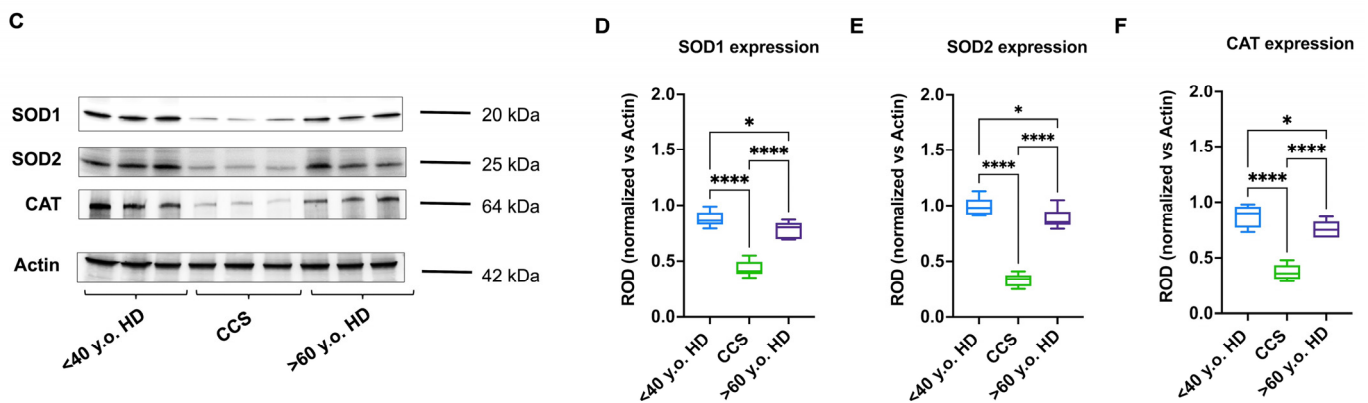 C
SOD1
20 kDa
SOD2
25 kDa
CAT
64 kDa
Actin
42 kDa
<40 y.o. HD
CCS
>60 y.o. HD
D
SOD1 expression
ROD (normalized vs Actin)
2.0
1.5
1.0
0.5
0.0
*
****
****
<40 y.o. HD
CCS
>60 y.o. HD
E
SOD2 expression
ROD (normalized vs Actin)
2.0
1.5
1.0
0.5
0.0
*
****
****
<40 y.o. HD
CCS
>60 y.o. HD
F
CAT expression
ROD (normalized vs Actin)
2.0
1.5
1.0
0.5
0.0
*
****
****
<40 y.o. HD
CCS
>60 y.o. HD